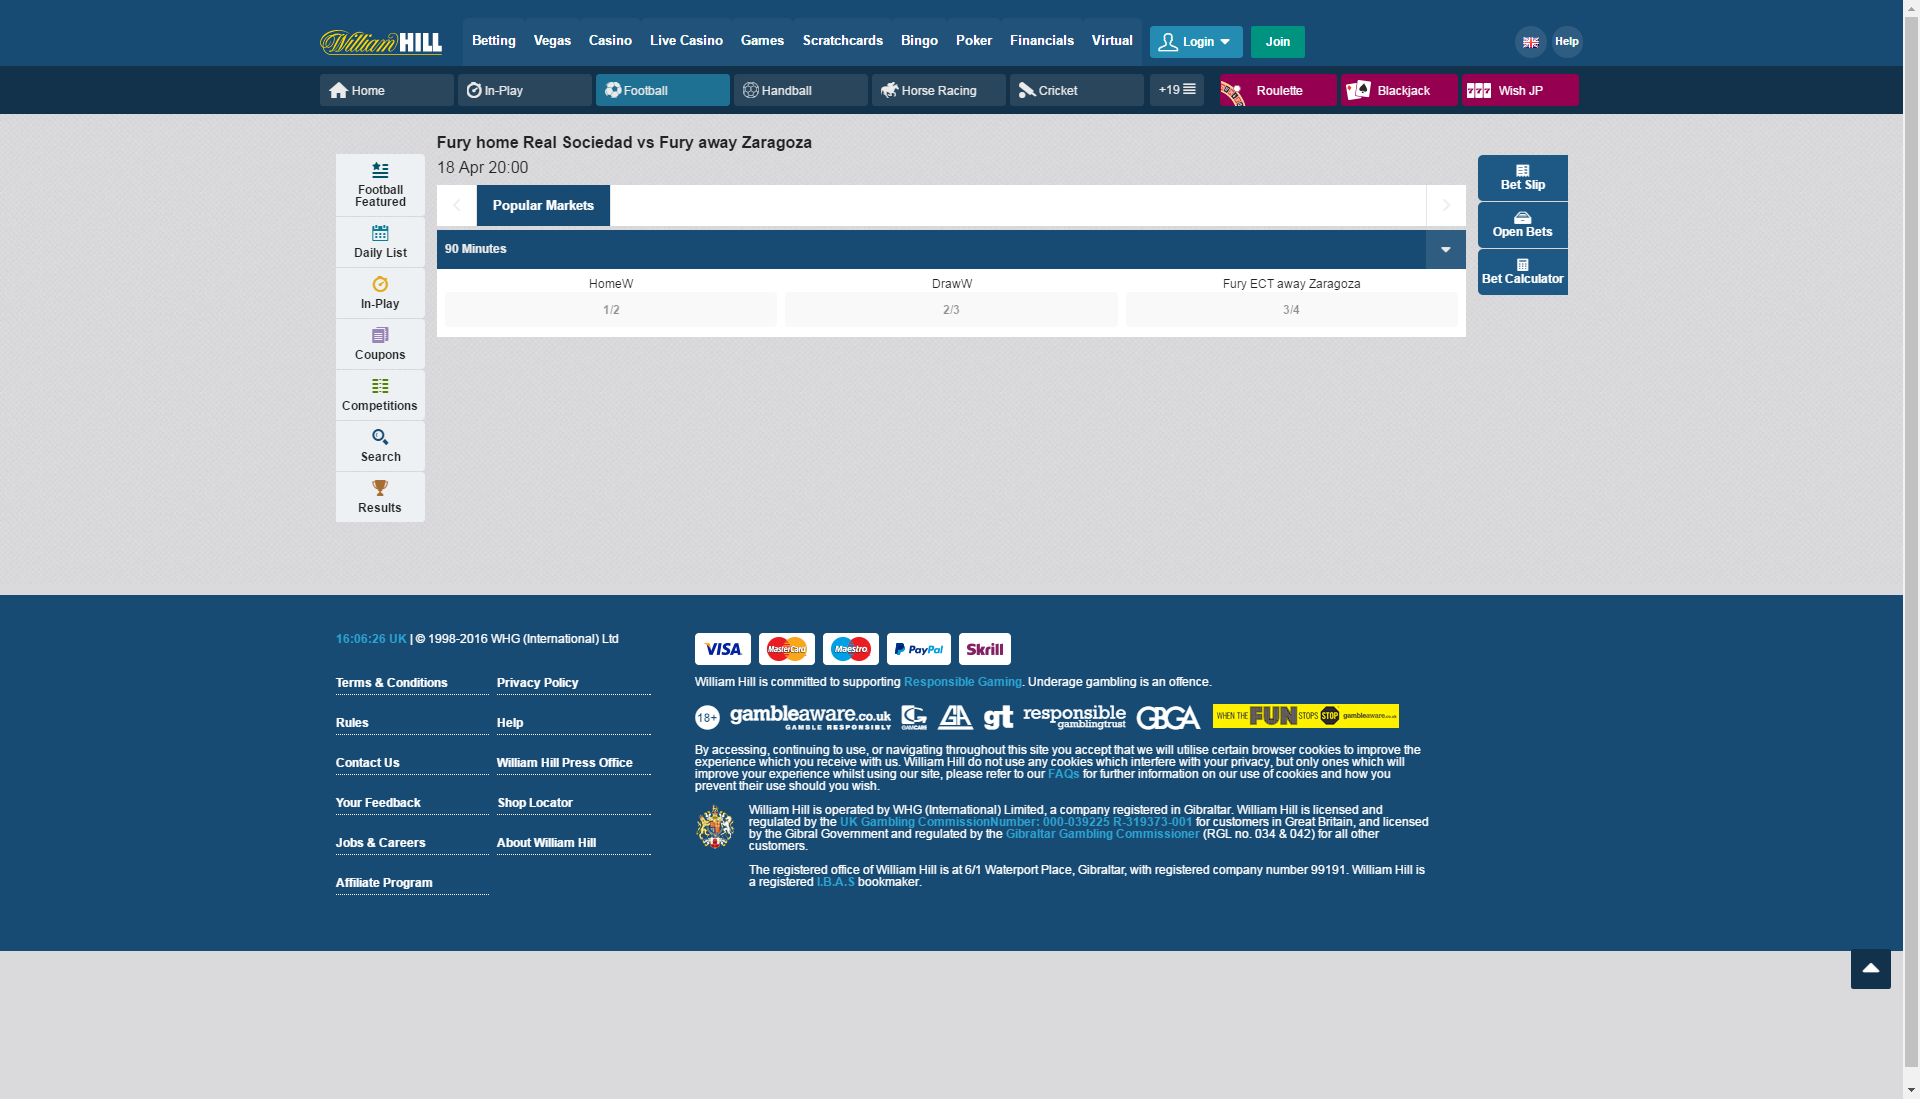 William HILL
Betting Vegas Casino Live Casino Games Scratchcards Bingo Poker Financials Virtual
Login
Join
Help
Home
In-Play
Football
Handball
Horse Racing
Cricket
+19
Roulette
777
Blackjack
Wish JP
Fury home Real Sociedad vs Fury away Zaragoza
18 Apr 20:00
Football
Featured
Daily List
In-Play
Coupons
Competitions
Search
Results
Popular Markets
90 Minutes
HomeW DrawW Fury ECT away Zaragoza
1/2 2/3 3/4
Bet Slip
Open Bets
Bet Calculator
16:06:26 UK | © 1998-2016 WHG (International) Ltd
Terms & Conditions Privacy Policy
Rules Help
Contact Us William Hill Press Office
Your Feedback Shop Locator
Jobs & Careers About William Hill
Affiliate Program
VISA MasterCard Maestro PayPal Skrill
William Hill is committed to supporting Responsible Gaming. Underage gambling is an offence.
18+ gambleaware.co.uk
GAMBLE RESPONSIBLY
GAMCARE
GA
gt
responsible
gamblingtrust
GBGA
WHEN THE FUN STOPS STOP gambleaware.co.uk
By accessing, continuing to use, or navigating throughout this site you accept that we will utilise certain browser cookies to improve the
experience which you receive with us. William Hill do not use any cookies which interfere with your privacy, but only ones which will
improve your experience whilst using our site, please refer to our FAQs for further information on our use of cookies and how you
prevent their use should you wish.
William Hill is operated by WHG (International) Limited, a company registered in Gibraltar. William Hill is licensed and
regulated by the UK Gambling CommissionNumber: 000-039225 R-319373-001 for customers in Great Britain, and licensed
by the Gibral Government and regulated by the Gibraltar Gambling Commissioner (RGL no. 034 & 042) for all other
customers.
The registered office of William Hill is at 6/1 Waterport Place, Gibraltar, with registered company number 99191. William Hill is
a registered I.B.A.S bookmaker.